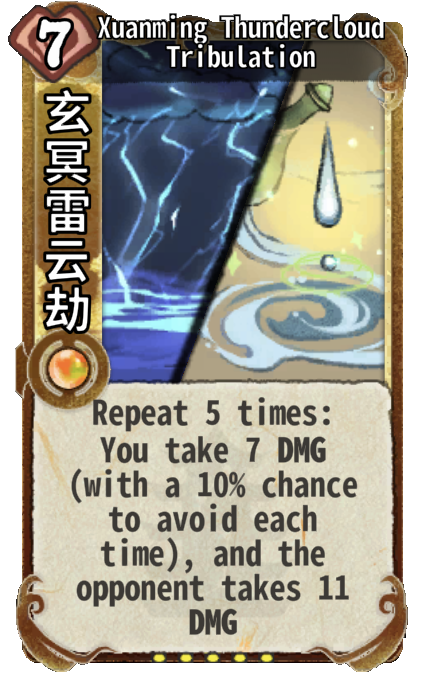 7
Xuanming Thundercloud
Tribulation
玄冥雷云劫
Repeat 5 times:
You take 7 DMG
(with a 10% chance
to avoid each
time), and the
opponent takes 11
DMG